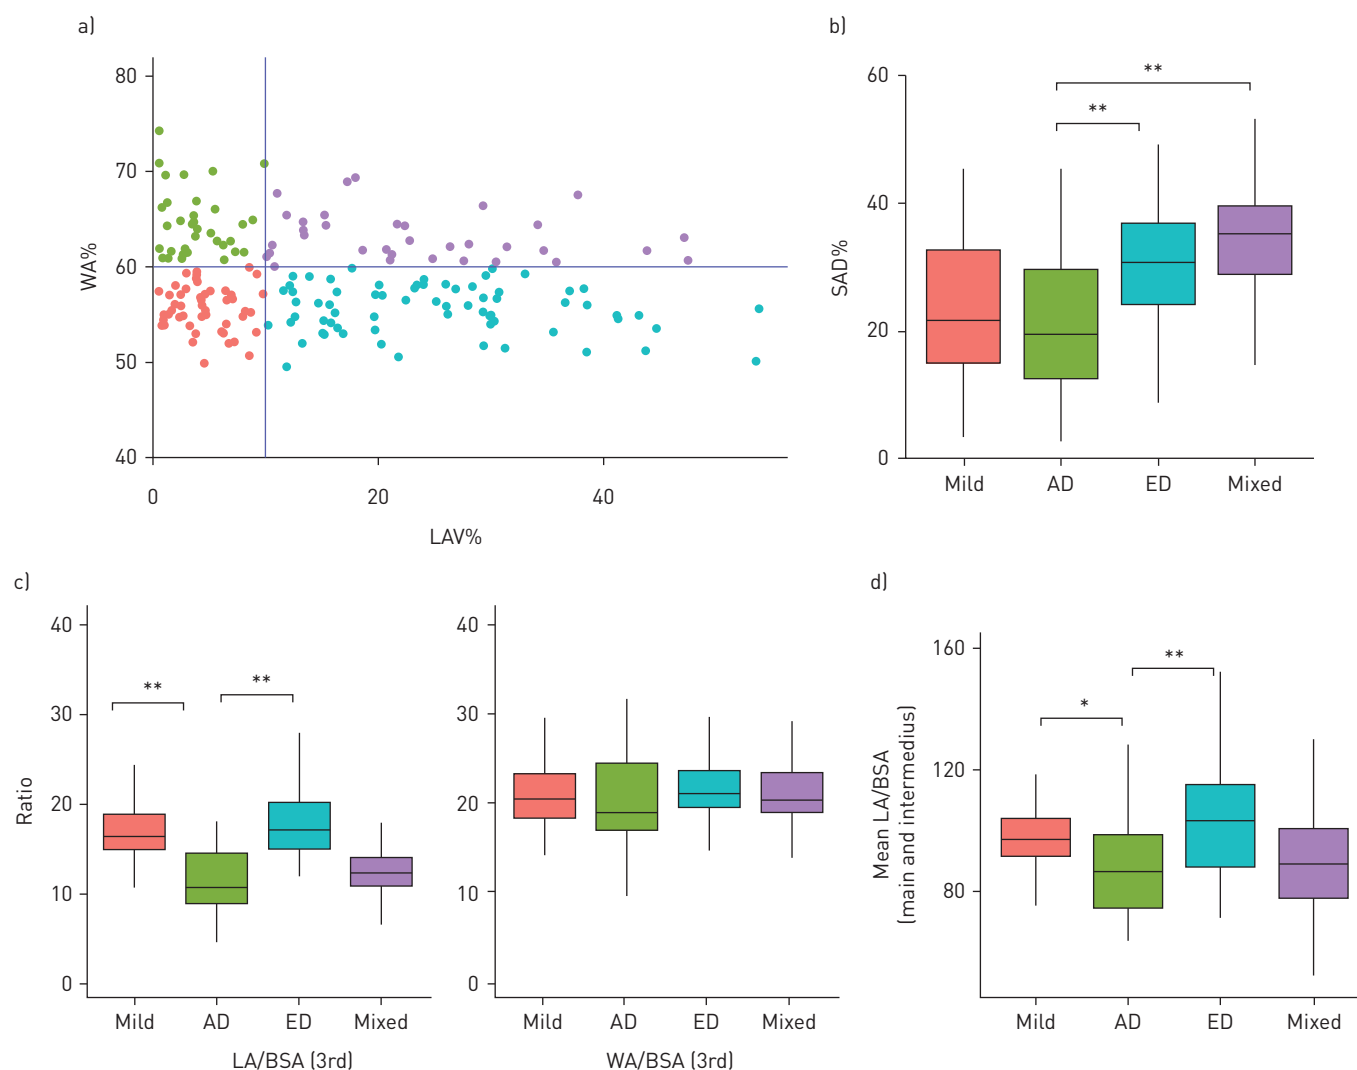 a)
WA%
80
70
60
50
40
0
20
40
LAV%
b)
SAD%
60
40
20
0
**
**
Mild
AD
ED
Mixed
c)
Ratio
40
30
20
10
0
**
**
Mild
AD
ED
Mixed
LA/BSA (3rd)
40
30
20
10
0
Mild
AD
ED
Mixed
WA/BSA (3rd)
d)
Mean LA/BSA
(main and intermedius)
160
120
80
*
**
Mild
AD
ED
Mixed